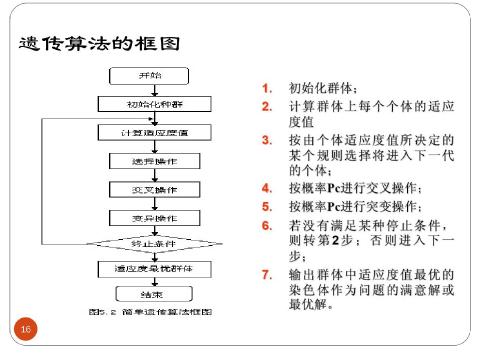 遗传算法的框图
开始
初始化种群
计算适应度值
选择操作
交叉操作
变异操作
终止条件
适应度最优群体
结束
图5.2 简单遗传算法框图
1. 初始化群体；
2. 计算群体上每个个体的适应
度值
3. 按由个体适应度值所决定的
某个规则选择将进入下一代
的个体；
4. 按概率Pc进行交叉操作；
5. 按概率Pc进行突变操作；
6. 若没有满足某种停止条件，
则转第2步；否则进入下一
步；
7. 输出群体中适应度值最优的
染色体作为问题的满意解或
最优解。
16